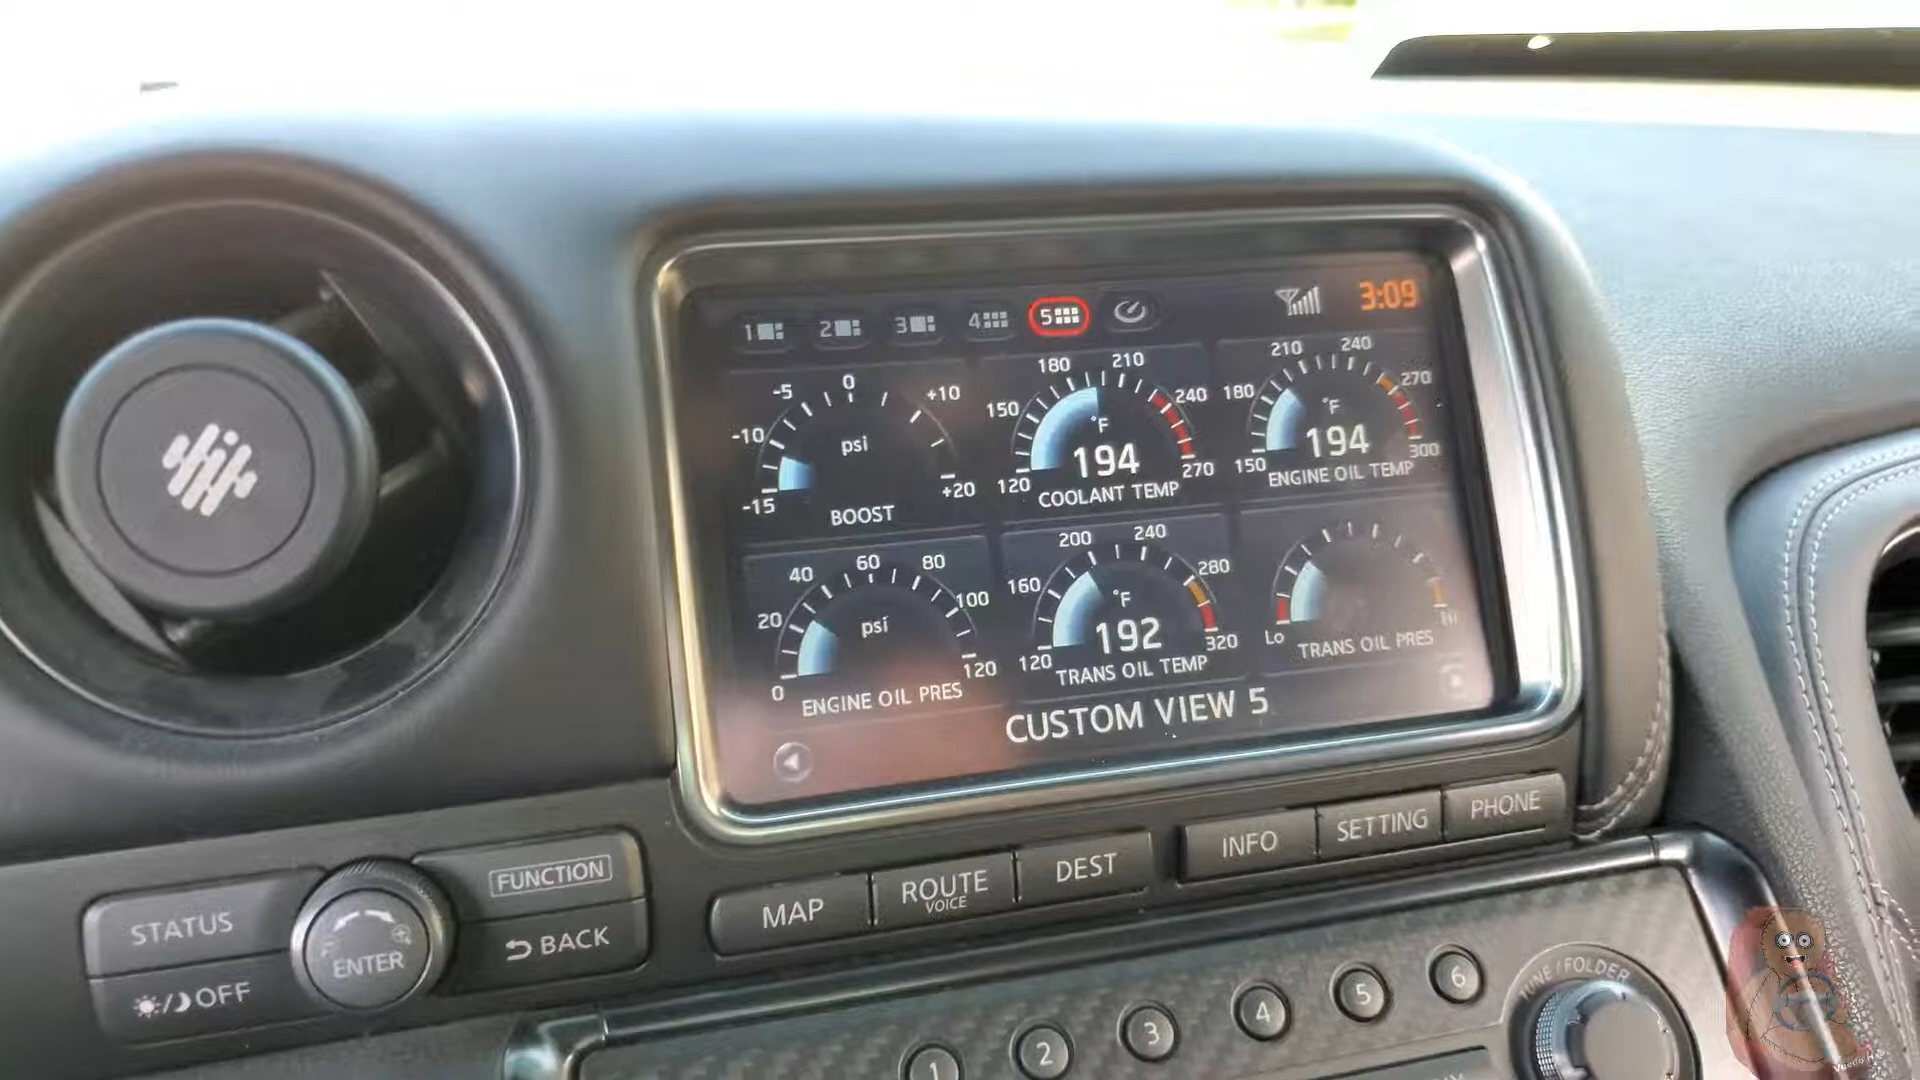 1 2 3 4 5 3:09
-15 -10 -5 0 +10 +20
psi
BOOST
120 150 180 210 240 270
°F
194
COOLANT TEMP
150 180 210 240 270 300
°F
194
ENGINE OIL TEMP
0 20 40 60 80 100 120
psi
ENGINE OIL PRES
120 160 200 240 280 320
°F
192
TRANS OIL TEMP
Lo Hi
TRANS OIL PRES
CUSTOM VIEW 5
STATUS
OFF
ENTER
FUNCTION
BACK
MAP
ROUTE
VOICE
DEST
INFO
SETTING
PHONE
1 2 3 4 5 6
TUNE/FOLDER